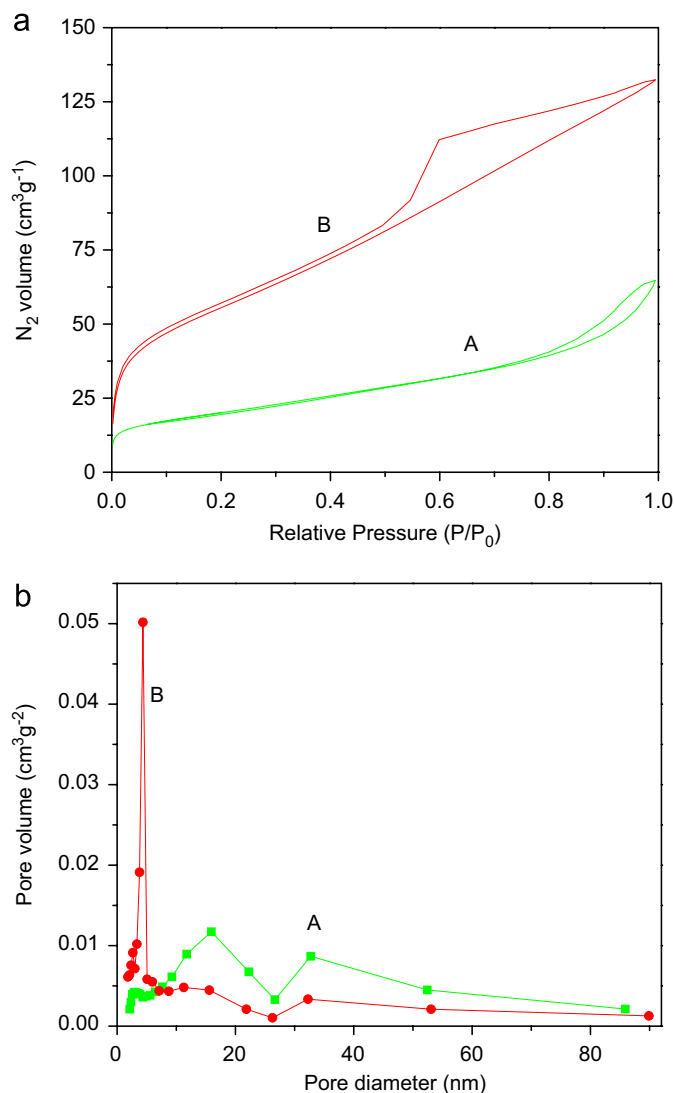 a
150
125
100
75
50
25
0
N₂ volume (cm³g⁻¹)
B
A
0.0 0.2 0.4 0.6 0.8 1.0
Relative Pressure (P/P₀)
b
0.05
0.04
0.03
0.02
0.01
0.00
Pore volume (cm³g⁻²)
B
A
0 20 40 60 80
Pore diameter (nm)